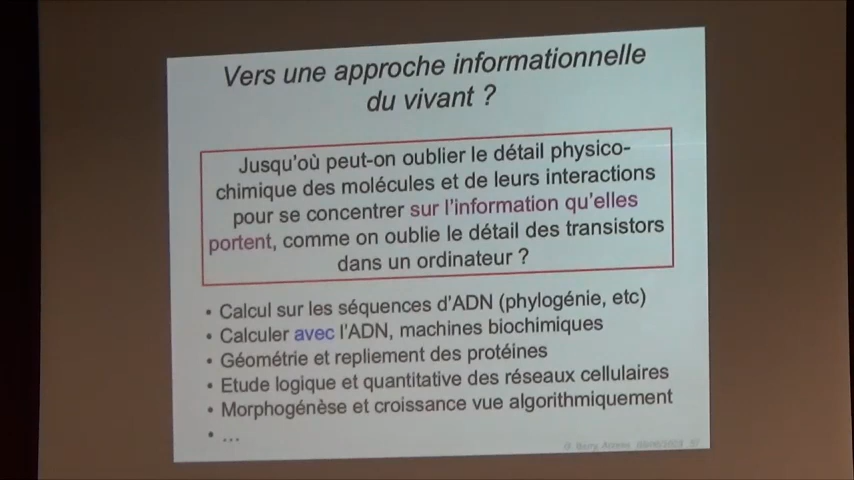 Vers une approche informationnelle
du vivant ?
Jusqu'où peut-on oublier le détail physico-
chimique des molécules et de leurs interactions
pour se concentrer sur l'information qu'elles
portent, comme on oublie le détail des transistors
dans un ordinateur ?
• Calcul sur les séquences d'ADN (phylogénie, etc)
• Calculer avec l'ADN, machines biochimiques
• Géométrie et repliement des protéines
• Etude logique et quantitative des réseaux cellulaires
• Morphogénèse et croissance vue algorithmiquement
• ...
G. Berry